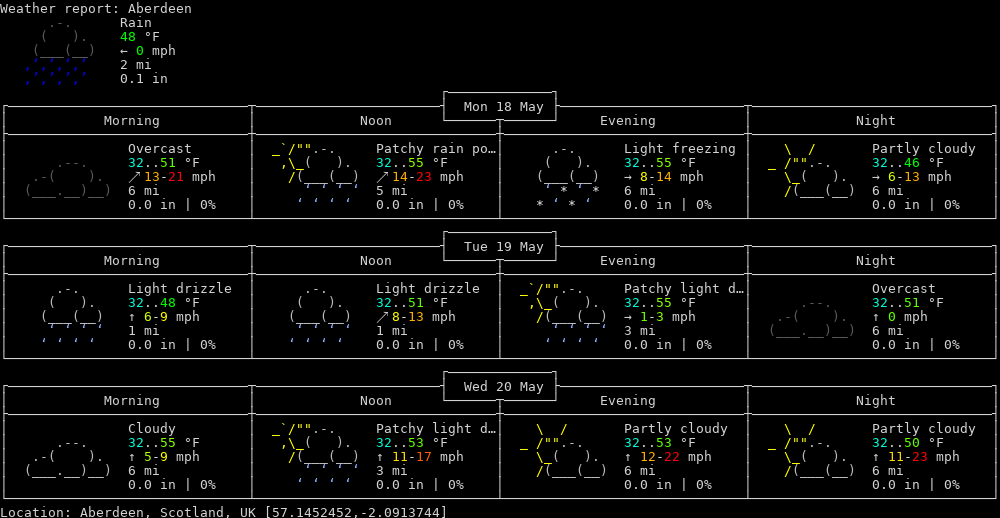 Weather report: Aberdeen
Rain
48 °F
← 0 mph
2 mi
0.1 in
Mon 18 May
Morning Noon Evening Night
Overcast Patchy rain po… Light freezing Partly cloudy
32..51 °F 32..55 °F 32..55 °F 32..46 °F
↗ 13-21 mph ↗ 14-23 mph → 8-14 mph → 6-13 mph
6 mi 5 mi 6 mi 6 mi
0.0 in | 0% 0.0 in | 0% 0.0 in | 0% 0.0 in | 0%
Tue 19 May
Morning Noon Evening Night
Light drizzle Light drizzle Patchy light d… Overcast
32..48 °F 32..51 °F 32..55 °F 32..51 °F
↑ 6-9 mph ↗ 8-13 mph → 1-3 mph ↑ 0 mph
1 mi 1 mi 3 mi 6 mi
0.0 in | 0% 0.0 in | 0% 0.0 in | 0% 0.0 in | 0%
Wed 20 May
Morning Noon Evening Night
Cloudy Patchy light d… Partly cloudy Partly cloudy
32..55 °F 32..53 °F 32..53 °F 32..50 °F
↑ 5-9 mph ↑ 11-17 mph ↑ 12-22 mph ↑ 11-23 mph
6 mi 3 mi 6 mi 6 mi
0.0 in | 0% 0.0 in | 0% 0.0 in | 0% 0.0 in | 0%
Location: Aberdeen, Scotland, UK [57.1452452,-2.0913744]